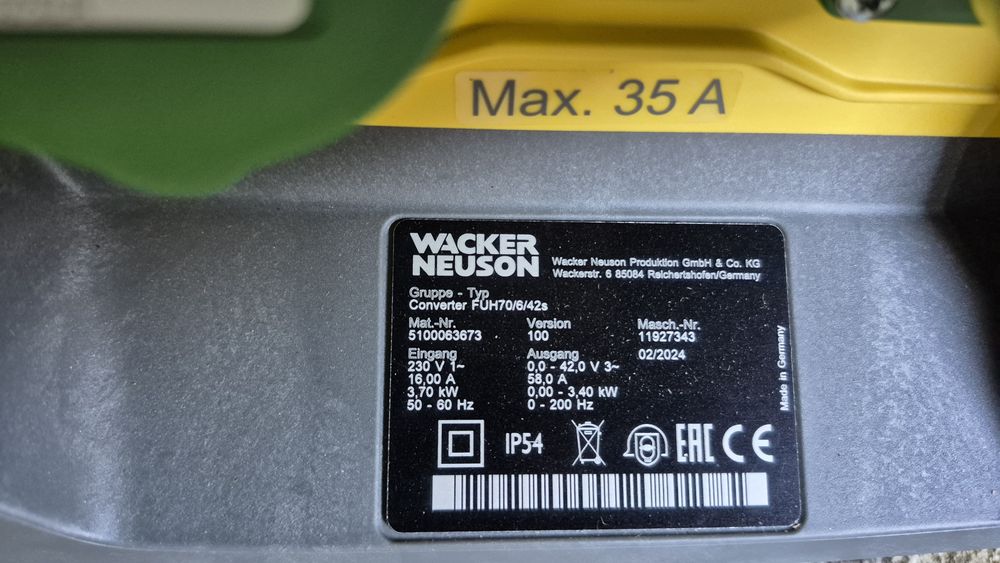 Max. 35 A
WACKER
NEUSON
Wacker Neuson Produktion GmbH & Co. KG
Wackerstr. 6 85084 Reichertshofen/Germany
Gruppe - Typ
Converter FUH70/6/42s
Mat.-Nr. Version Masch.-Nr.
5100063673 100 11927343
Eingang Ausgang 02/2024
230 V 1~ 0,0 - 42,0 V 3~
16,00 A 58,0 A
3,70 kW 0,00 - 3,40 kW
50 - 60 Hz 0 - 200 Hz
Made in Germany
IP54 EAC CE